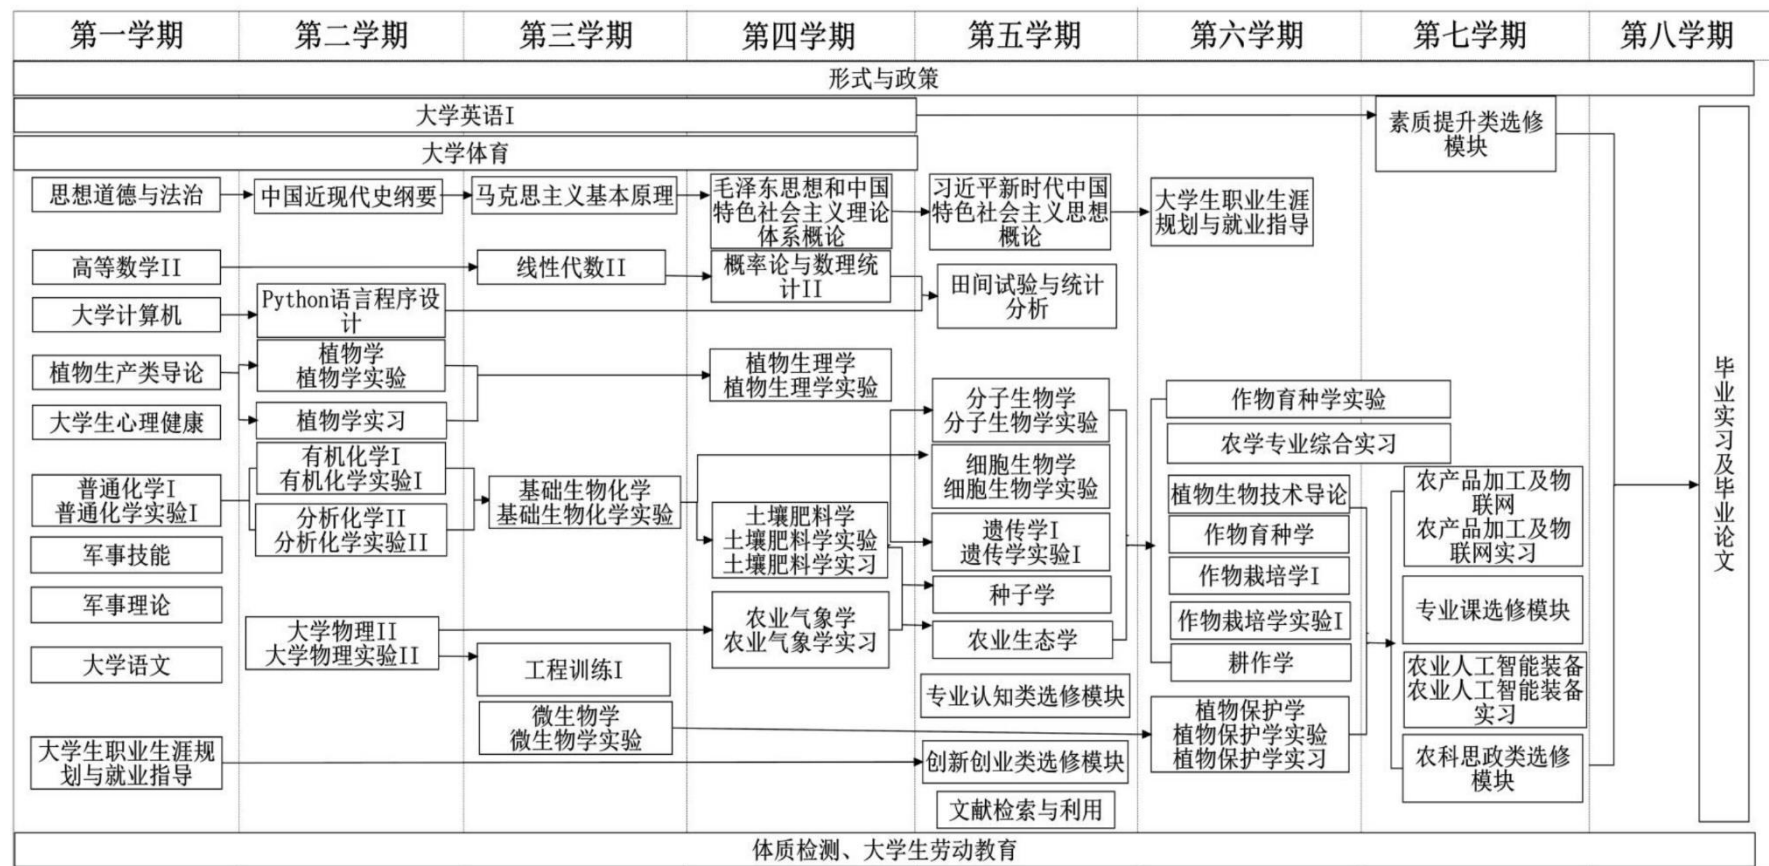 第一学期
第二学期
第三学期
第四学期
第五学期
第六学期
第七学期
第八学期
形式与政策
大学英语I
大学体育
素质提升类选修
模块
思想道德与法治
中国近现代史纲要
马克思主义基本原理
毛泽东思想和中国
特色社会主义理论
体系概论
习近平新时代中国
特色社会主义思想
概论
大学生职业生涯
规划与就业指导
高等数学II
线性代数II
概率论与数理统
计II
田间试验与统计
分析
大学计算机
Python语言程序设
计
植物生产类导论
植物学
植物学实验
植物生理学
植物生理学实验
大学生心理健康
植物学实习
分子生物学
分子生物学实验
作物育种学实验
农学专业综合实习
普通化学I
普通化学实验I
有机化学I
有机化学实验I
分析化学II
分析化学实验II
基础生物化学
基础生物化学实验
细胞生物学
细胞生物学实验
土壤肥料学
土壤肥料学实验
土壤肥料学实习
遗传学I
遗传学实验I
植物生物技术导论
作物育种学
农产品加工及物
联网
农产品加工及物
联网实习
军事技能
军事理论
种子学
作物栽培学I
专业课选修模块
大学物理II
大学物理实验II
农业气象学
农业气象学实习
农业生态学
作物栽培学实验I
大学语文
工程训练I
耕作学
农业人工智能装备
农业人工智能装备
实习
专业认知类选修模块
微生物学
微生物学实验
植物保护学
植物保护学实验
植物保护学实习
大学生职业生涯规
划与就业指导
创新创业类选修模块
农科思政类选修
模块
文献检索与利用
毕业实习及毕业论文
体质检测、大学生劳动教育